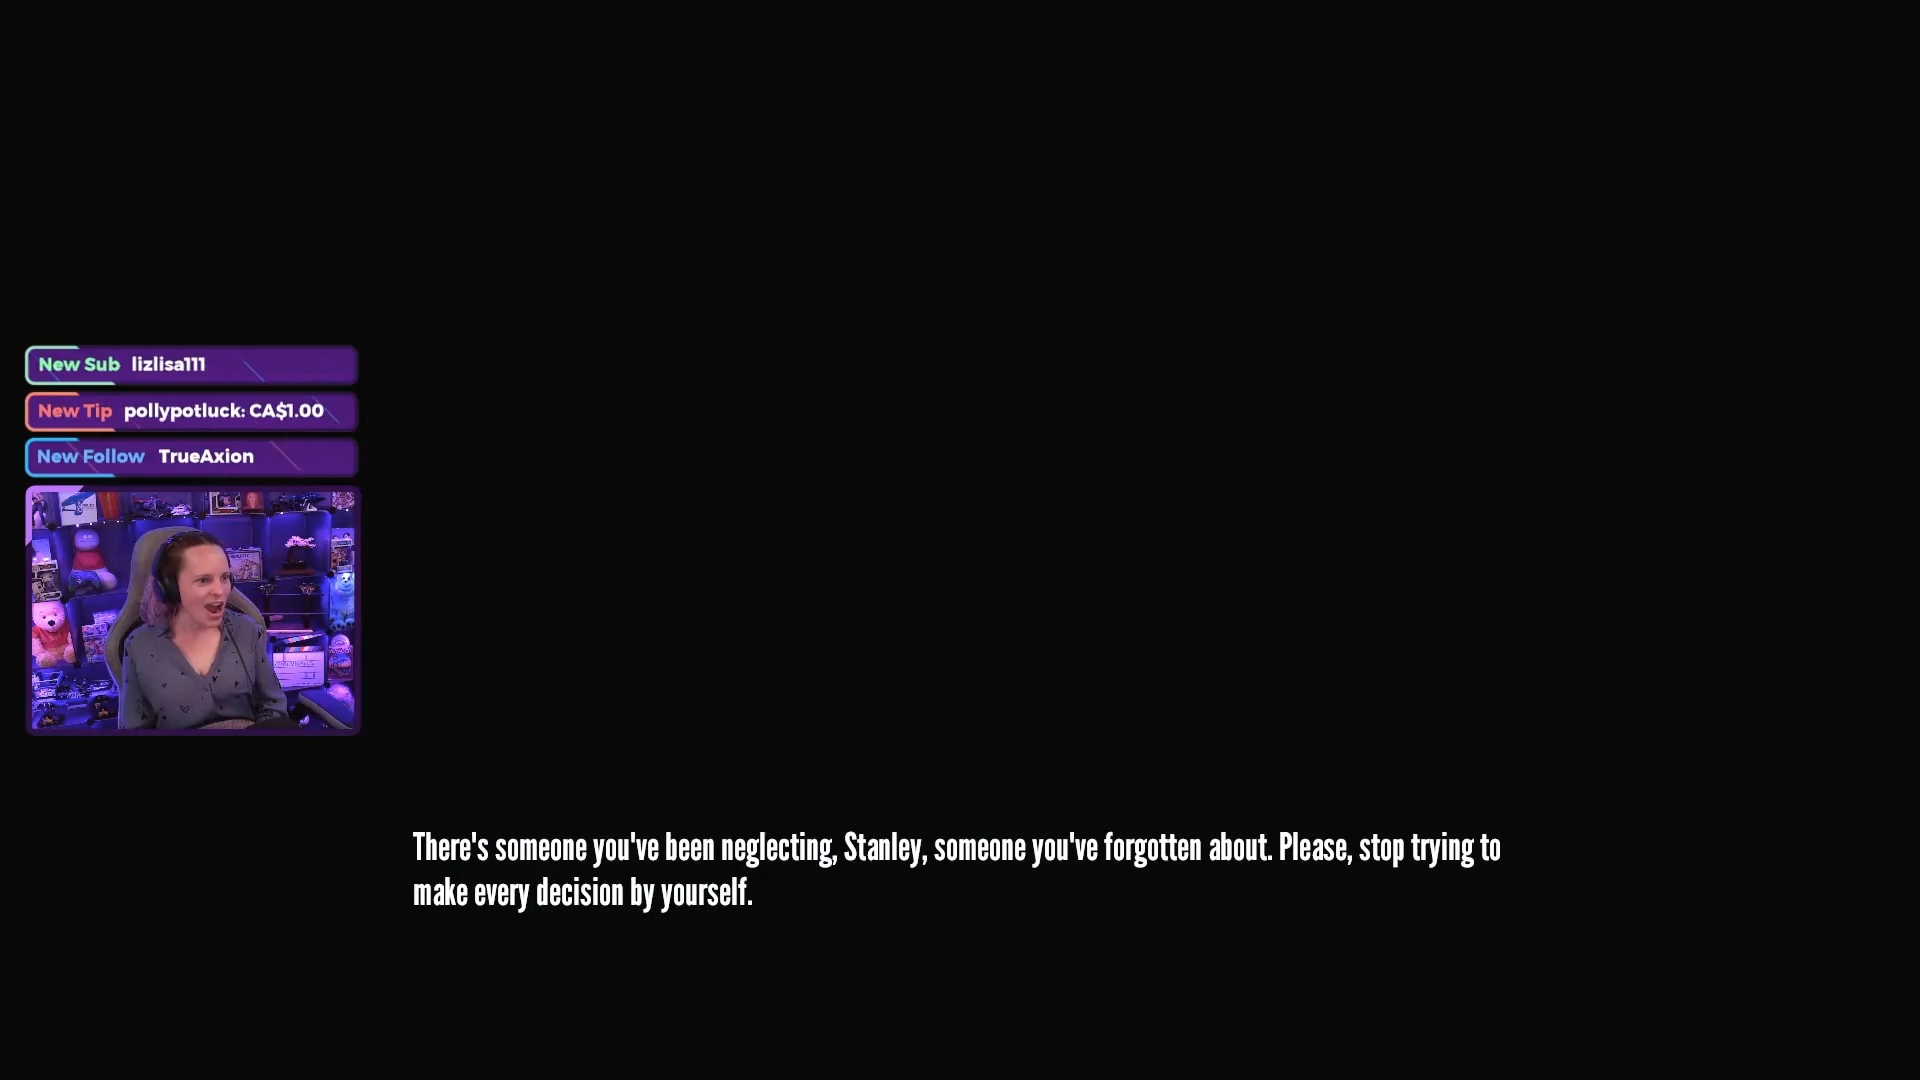 New Sub lizlisa111
New Tip pollypotluck: CA$1.00
New Follow TrueAxion
There's someone you've been neglecting, Stanley, someone you've forgotten about. Please, stop trying to
make every decision by yourself.